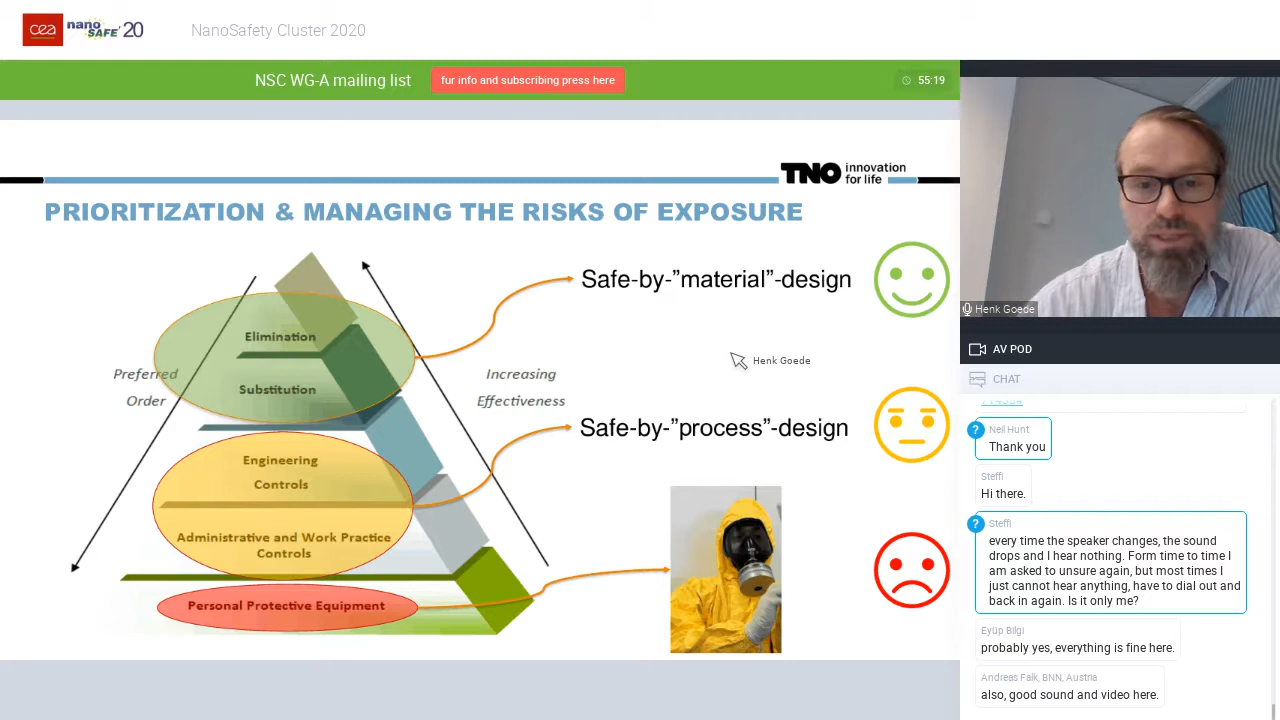 cea
nano
SAFE'20
NanoSafety Cluster 2020
NSC WG-A mailing list
fur info and subscribing press here
55:19
TNO innovation
for life
PRIORITIZATION & MANAGING THE RISKS OF EXPOSURE
Safe-by-"material"-design
Elimination
Substitution
Preferred
Order
Increasing
Effectiveness
Henk Goede
Safe-by-"process"-design
Engineering
Controls
Administrative and Work Practice
Controls
Personal Protective Equipment
Henk Goede
AV POD
CHAT
? Neil Hunt
Thank you
Steffi
Hi there.
? Steffi
every time the speaker changes, the sound
drops and I hear nothing. Form time to time I
am asked to unsure again, but most times I
just cannot hear anything, have to dial out and
back in again. Is it only me?
Eyüp Bilgi
probably yes, everything is fine here.
Andreas Falk, BNN, Austria
also, good sound and video here.